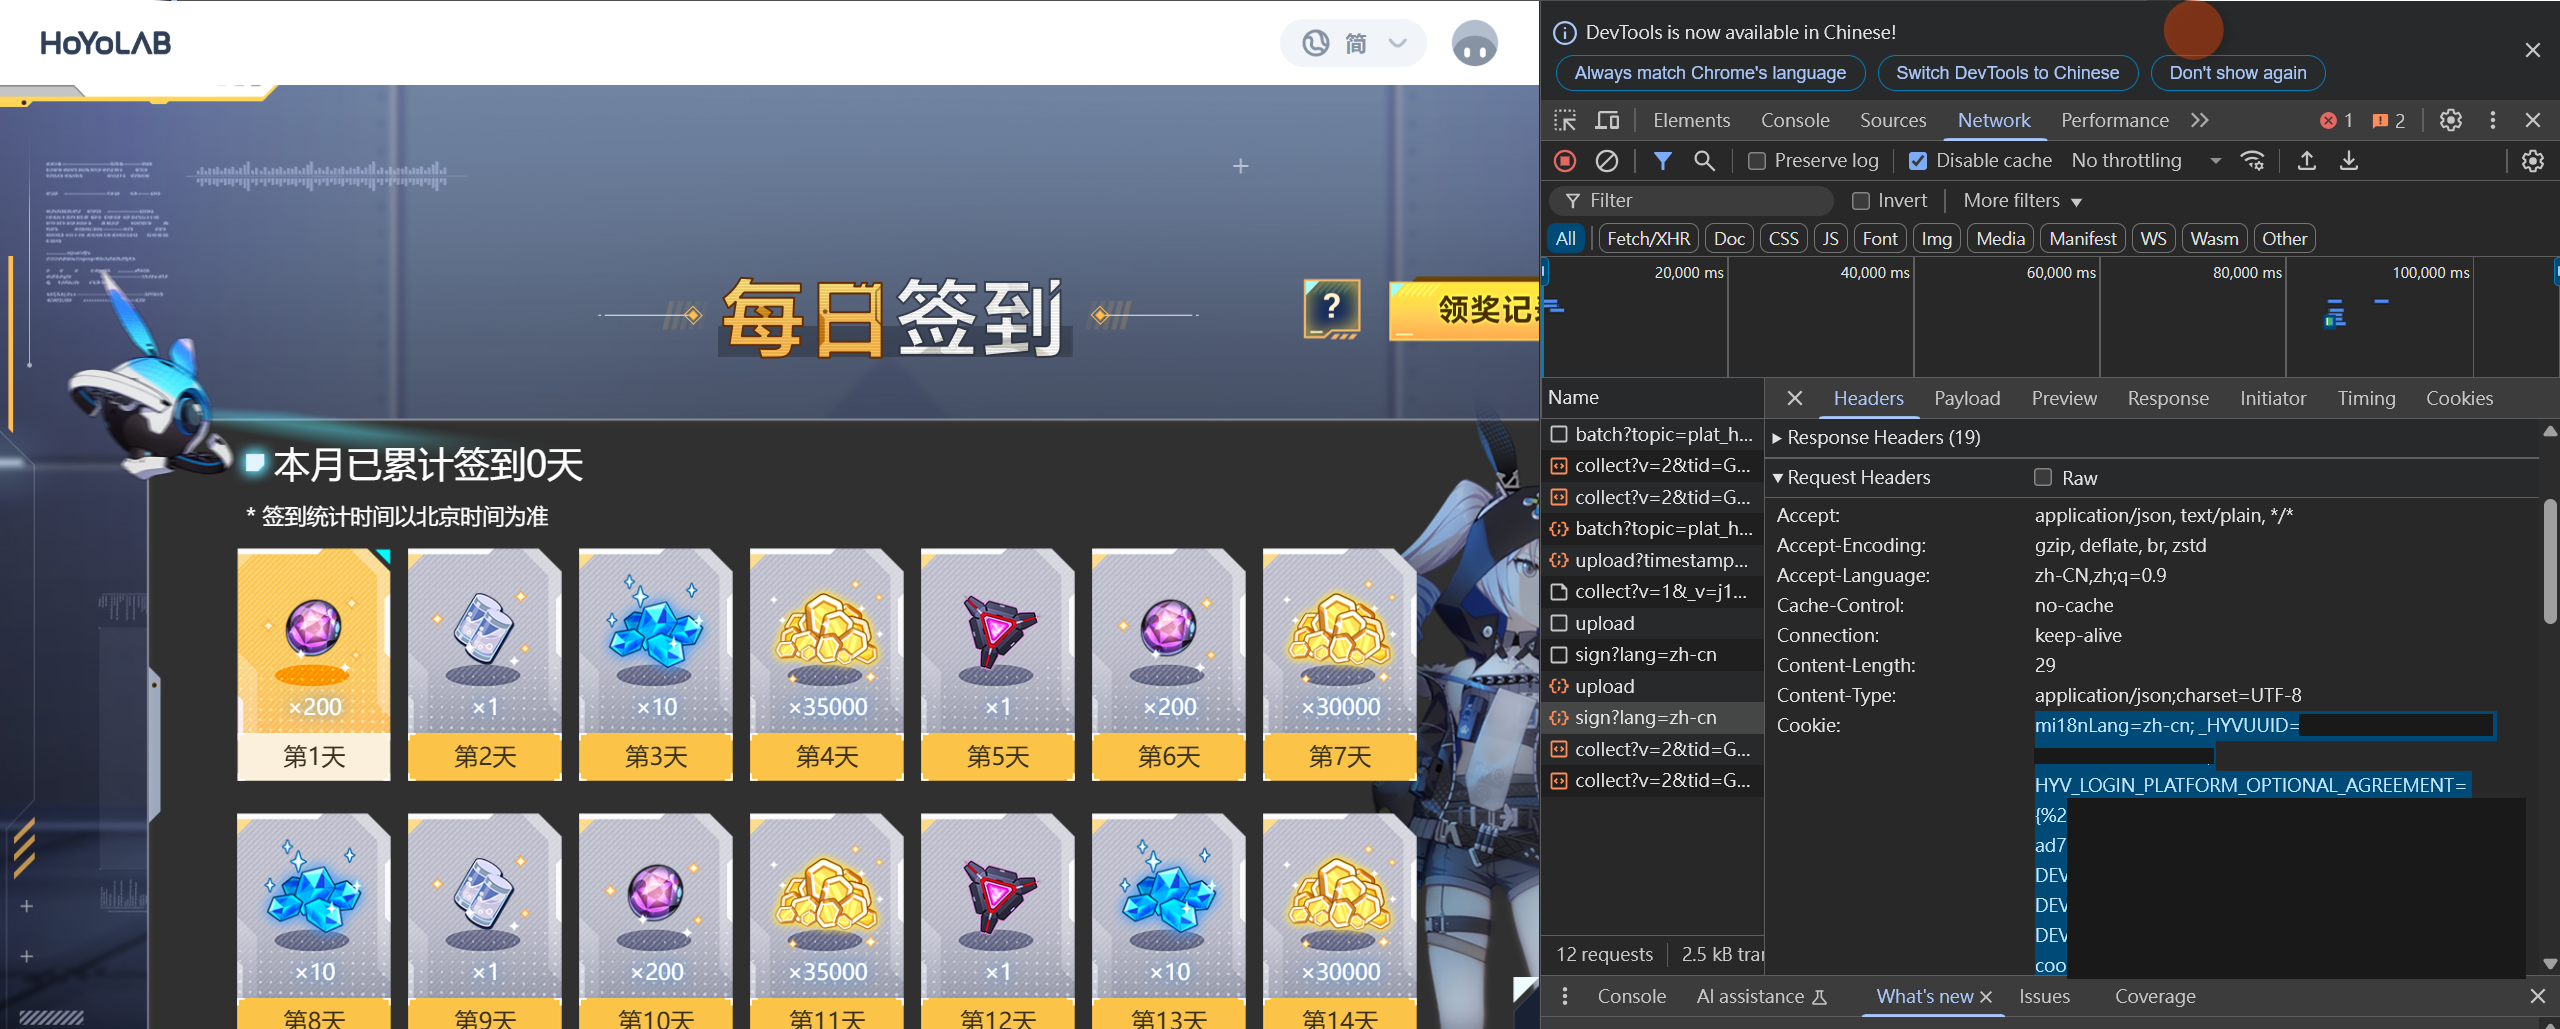 HoYoLAB
简
每日签到
?
领奖记
本月已累计签到0天
* 签到统计时间以北京时间为准
×200
×1
×10
×35000
×1
×200
×30000
第1天
第2天
第3天
第4天
第5天
第6天
第7天
×10
×1
×200
×35000
×1
×10
×30000
第8天
第9天
第10天
第11天
第12天
第13天
第14天
DevTools is now available in Chinese!
Always match Chrome's language
Switch DevTools to Chinese
Don't show again
Elements
Console
Sources
Network
Performance
1
2
Preserve log
Disable cache
No throttling
Filter
Invert
More filters
All
Fetch/XHR
Doc
CSS
JS
Font
Img
Media
Manifest
WS
Wasm
Other
20,000 ms
40,000 ms
60,000 ms
80,000 ms
100,000 ms
Name
batch?topic=plat_h...
collect?v=2&tid=G...
collect?v=2&tid=G...
batch?topic=plat_h...
upload?timestamp...
collect?v=1&_v=j1...
upload
sign?lang=zh-cn
upload
sign?lang=zh-cn
collect?v=2&tid=G...
collect?v=2&tid=G...
12 requests
2.5 kB tra
Headers
Payload
Preview
Response
Initiator
Timing
Cookies
Response Headers (19)
Request Headers
Raw
Accept: application/json, text/plain, */*
Accept-Encoding: gzip, deflate, br, zstd
Accept-Language: zh-CN,zh;q=0.9
Cache-Control: no-cache
Connection: keep-alive
Content-Length: 29
Content-Type: application/json;charset=UTF-8
Cookie: mi18nLang=zh-cn; _HYVUUID=
HYV_LOGIN_PLATFORM_OPTIONAL_AGREEMENT=
{%2
ad7
DEV
DEV
DEV
coo
Console
AI assistance
What's new
Issues
Coverage